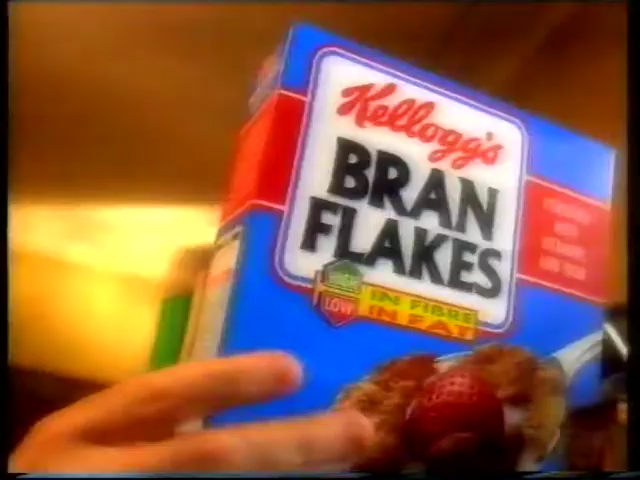 Kellogg's
BRAN
FLAKES
HIGH IN FIBRE
LOW IN FAT